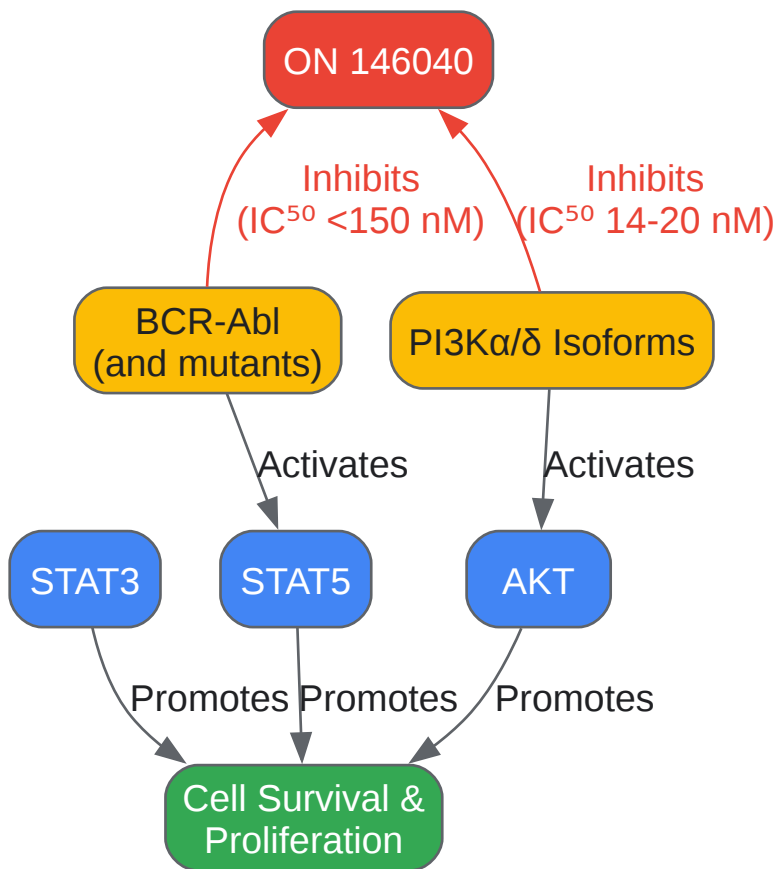 ON 146040
Inhibits
(IC⁵⁰ <150 nM)
Inhibits
(IC⁵⁰ 14-20 nM)
BCR-Abl
(and mutants)
PI3Kα/δ Isoforms
Activates
Activates
STAT3
STAT5
AKT
Promotes
Promotes
Promotes
Cell Survival &
Proliferation